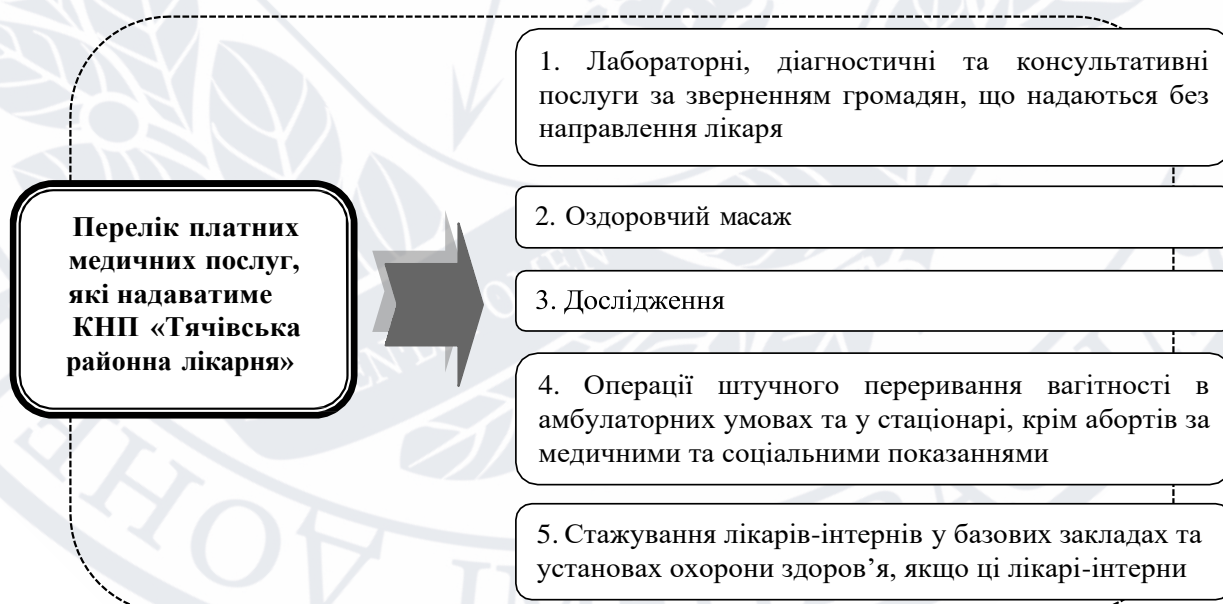 Перелік платних
медичних послуг,
які надаватиме
КНП «Тячівська
районна лікарня»
1. Лабораторні, діагностичні та консультативні
послуги за зверненням громадян, що надаються без
направлення лікаря
2. Оздоровчий масаж
3. Дослідження
4. Операції штучного переривання вагітності в
амбулаторних умовах та у стаціонарі, крім абортів за
медичними та соціальними показаннями
5. Стажування лікарів-інтернів у базових закладах та
установах охорони здоров’я, якщо ці лікарі-інтерни